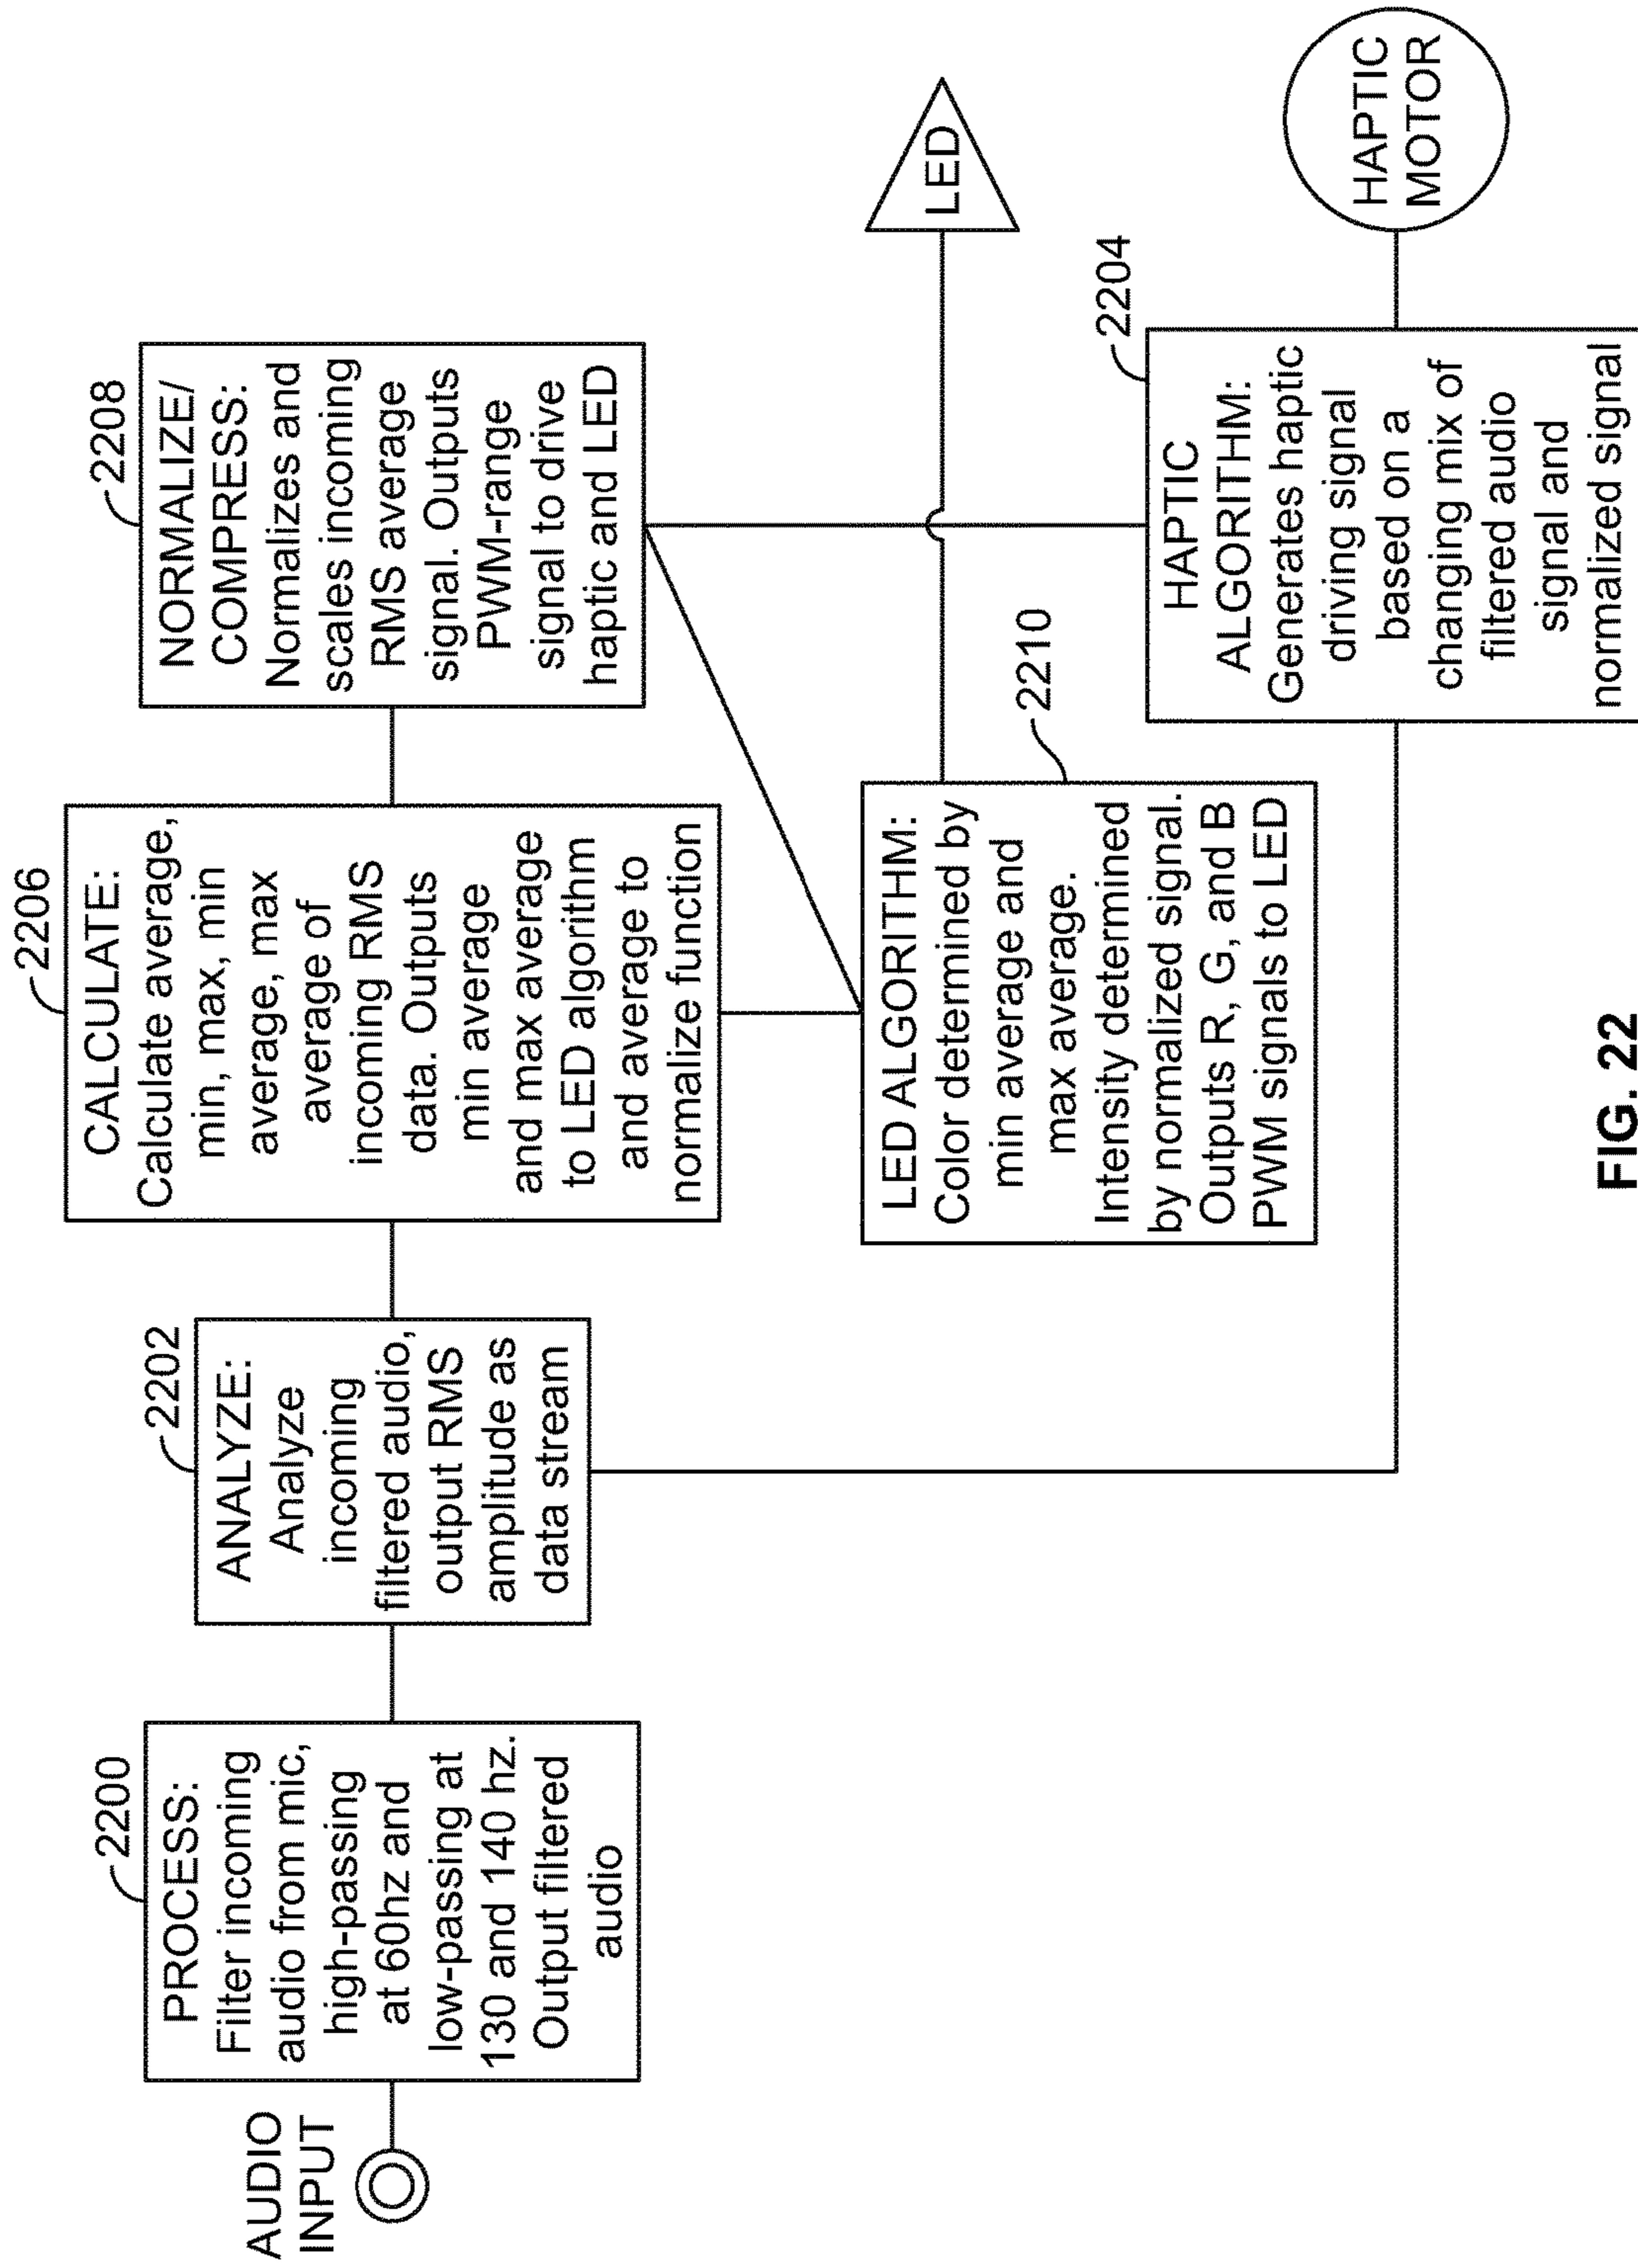 AUDIO
INPUT
2200
PROCESS:
Filter incoming
audio from mic,
high-passing
at 60hz and
low-passing at
130 and 140 hz.
Output filtered
audio
2202
ANALYZE:
Analyze
incoming
filtered audio,
output RMS
amplitude as
data stream
2206
CALCULATE:
Calculate average,
min, max, min
average, max
average of
incoming RMS
data. Outputs
min average
and max average
to LED algorithm
and average to
normalize function
2208
NORMALIZE/
COMPRESS:
Normalizes and
scales incoming
RMS average
signal. Outputs
PWM-range
signal to drive
haptic and LED
LED ALGORITHM:
Color determined by
min average and
max average.
Intensity determined
by normalized signal.
Outputs R, G, and B
PWM signals to LED
2210
LED
2204
HAPTIC
ALGORITHM:
Generates haptic
driving signal
based on a
changing mix of
filtered audio
signal and
normalized signal
HAPTIC
MOTOR
FIG. 22